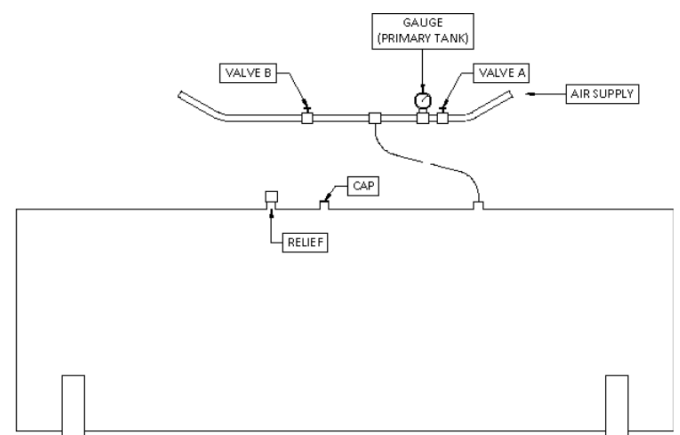 GAUGE
(PRIMARY TANK)
VALVE B
VALVE A
AIR SUPPLY
CAP
RELIEF